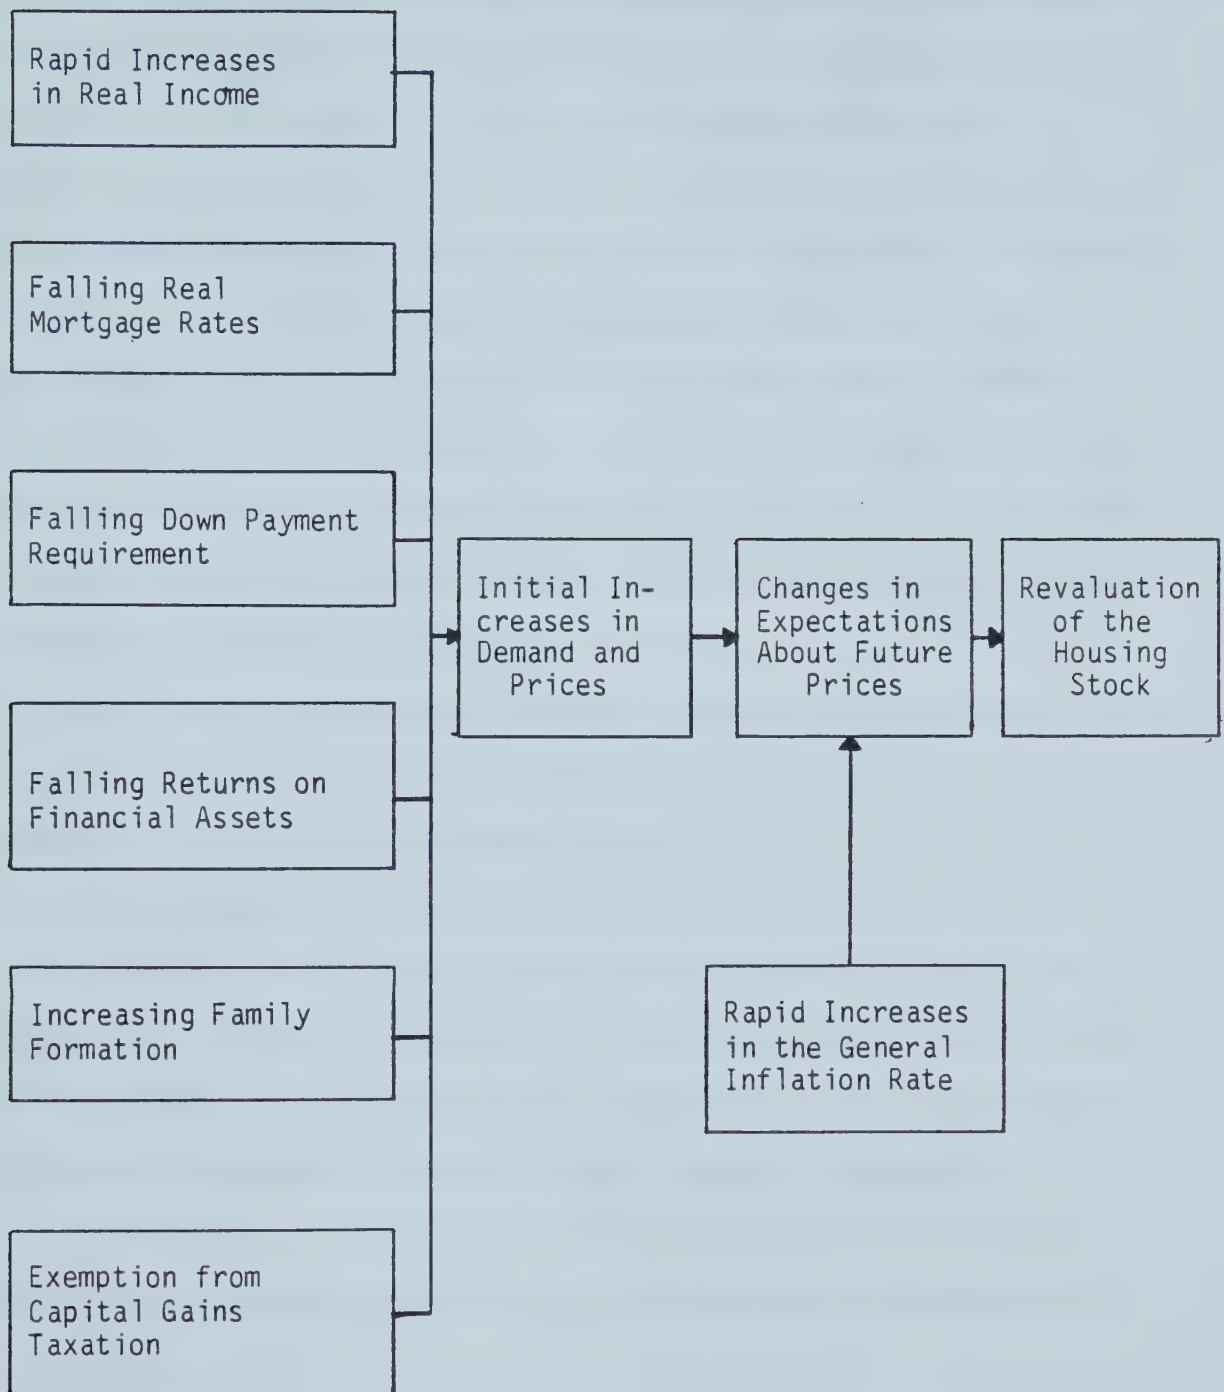 Rapid Increases
in Real Income
Falling Real
Mortgage Rates
Falling Down Payment
Requirement
Falling Returns on
Financial Assets
Increasing Family
Formation
Exemption from
Capital Gains
Taxation
Initial In-
creases in
Demand and
Prices
Changes in
Expectations
About Future
Prices
Revaluation
of the
Housing
Stock
Rapid Increases
in the General
Inflation Rate